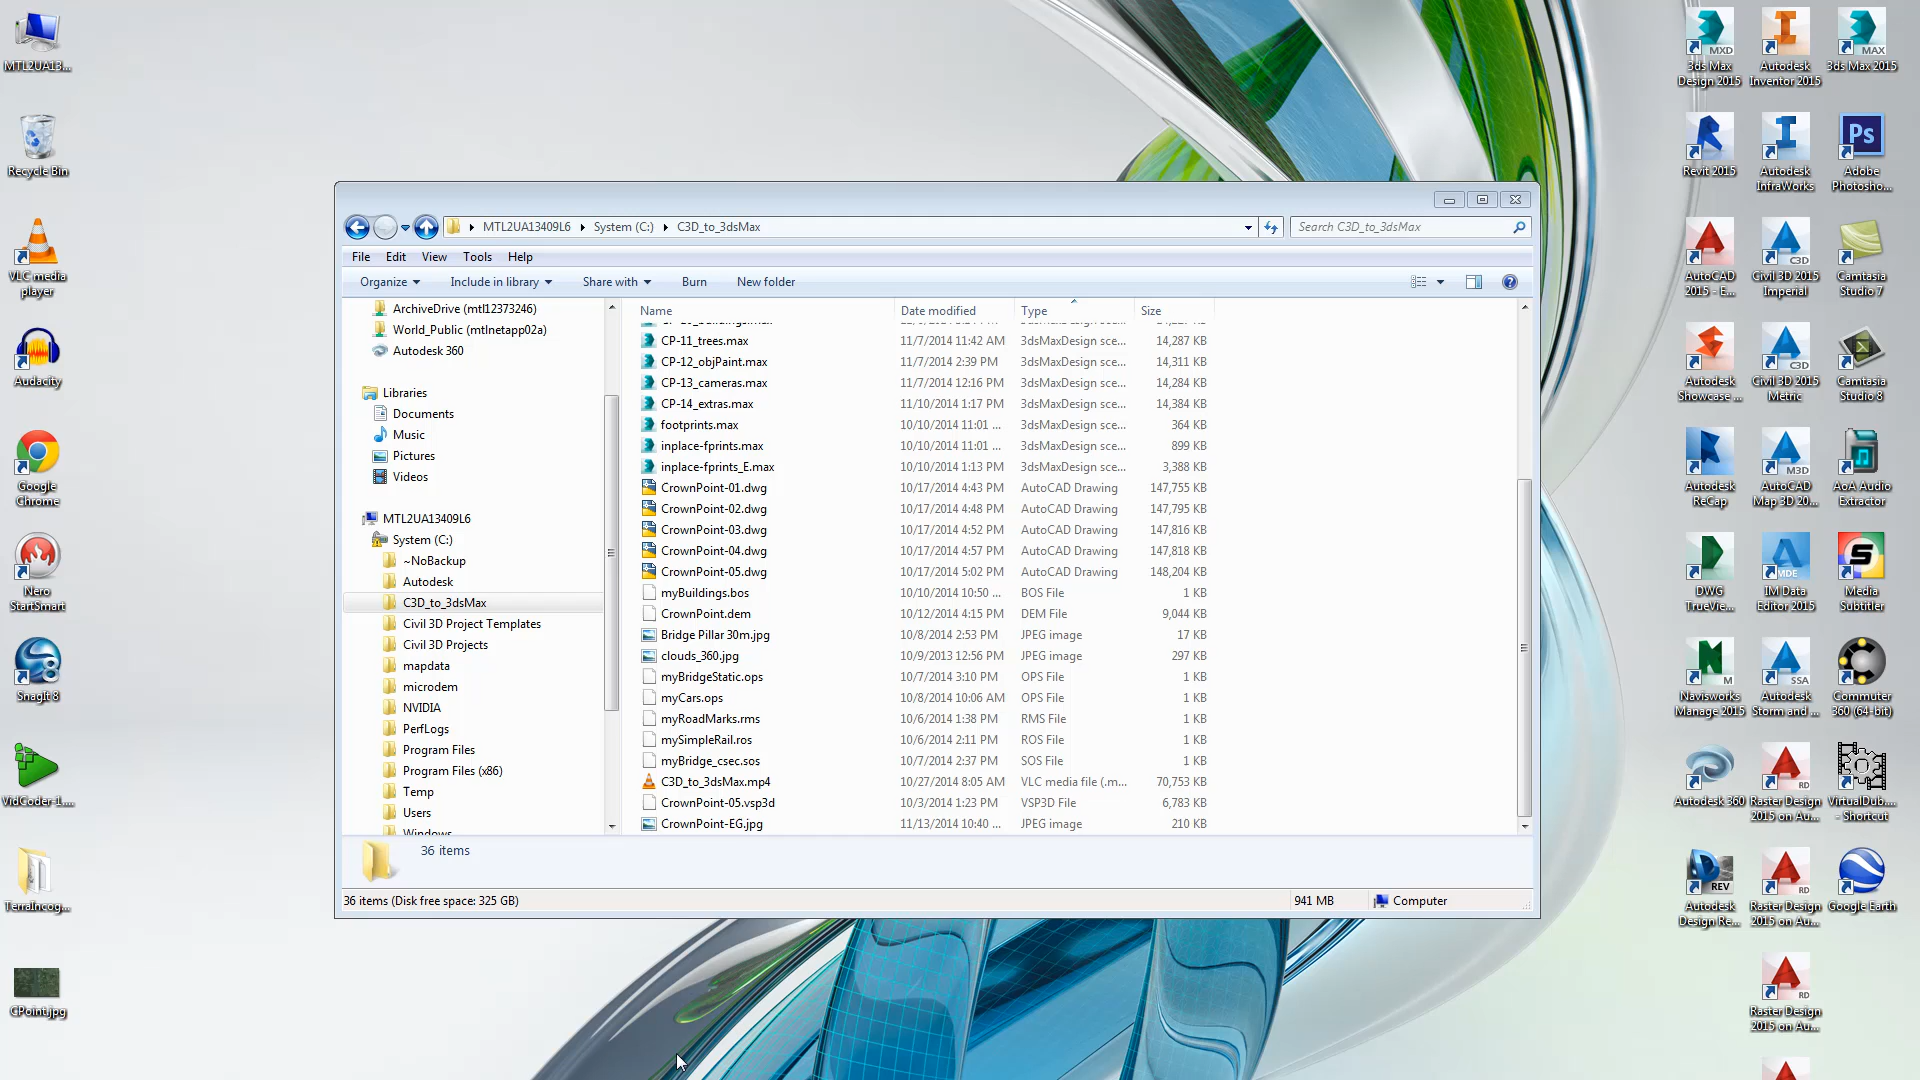 MTL2UA13...
Recycle Bin
VLC media
player
Audacity
Google
Chrome
Nero
StartSmart
SnagIt 8
VidCoder-1....
TerraIncog...
CPoint.jpg
MTL2UA13409L6 System (C:) C3D_to_3dsMax
Search C3D_to_3dsMax
File Edit View Tools Help
Organize Include in library Share with Burn New folder
ArchiveDrive (mtl12373246)
World_Public (mtlnetapp02a)
Autodesk 360
Libraries
Documents
Music
Pictures
Videos
MTL2UA13409L6
System (C:)
~NoBackup
Autodesk
C3D_to_3dsMax
Civil 3D Project Templates
Civil 3D Projects
mapdata
microdem
NVIDIA
PerfLogs
Program Files
Program Files (x86)
Temp
Users
Windows
Name Date modified Type Size
CP-11_trees.max 11/7/2014 11:42 AM 3dsMaxDesign sce... 14,287 KB
CP-12_objPaint.max 11/7/2014 2:39 PM 3dsMaxDesign sce... 14,311 KB
CP-13_cameras.max 11/7/2014 12:16 PM 3dsMaxDesign sce... 14,284 KB
CP-14_extras.max 11/10/2014 1:17 PM 3dsMaxDesign sce... 14,384 KB
footprints.max 10/10/2014 11:01 ... 3dsMaxDesign sce... 364 KB
inplace-fprints.max 10/10/2014 11:01 ... 3dsMaxDesign sce... 899 KB
inplace-fprints_E.max 10/10/2014 1:13 PM 3dsMaxDesign sce... 3,388 KB
CrownPoint-01.dwg 10/17/2014 4:43 PM AutoCAD Drawing 147,755 KB
CrownPoint-02.dwg 10/17/2014 4:48 PM AutoCAD Drawing 147,795 KB
CrownPoint-03.dwg 10/17/2014 4:52 PM AutoCAD Drawing 147,816 KB
CrownPoint-04.dwg 10/17/2014 4:57 PM AutoCAD Drawing 147,818 KB
CrownPoint-05.dwg 10/17/2014 5:02 PM AutoCAD Drawing 148,204 KB
myBuildings.bos 10/10/2014 10:50 ... BOS File 1 KB
CrownPoint.dem 10/12/2014 4:15 PM DEM File 9,044 KB
Bridge Pillar 30m.jpg 10/8/2014 2:53 PM JPEG image 17 KB
clouds_360.jpg 10/9/2013 12:56 PM JPEG image 297 KB
myBridgeStatic.ops 10/7/2014 3:10 PM OPS File 1 KB
myCars.ops 10/8/2014 10:06 AM OPS File 1 KB
myRoadMarks.rms 10/6/2014 1:38 PM RMS File 1 KB
mySimpleRail.ros 10/6/2014 2:11 PM ROS File 1 KB
myBridge_csec.sos 10/7/2014 2:37 PM SOS File 1 KB
C3D_to_3dsMax.mp4 10/27/2014 8:05 AM VLC media file (.m... 70,753 KB
CrownPoint-05.vsp3d 10/3/2014 1:23 PM VSP3D File 6,783 KB
CrownPoint-EG.jpg 11/13/2014 10:40 ... JPEG image 210 KB
36 items
36 items (Disk free space: 325 GB) 941 MB Computer
MXD
3ds Max
Design 2015
Autodesk
Inventor 2015
MAX
3ds Max 2015
Revit 2015
Autodesk
InfraWorks
Ps
Adobe
Photosho...
AutoCAD
2015 - E...
C3D
Civil 3D 2015
Imperial
Camtasia
Studio 7
Autodesk
Showcase ...
C3D
Civil 3D 2015
Metric
Camtasia
Studio 8
Autodesk
ReCap
M3D
AutoCAD
Map 3D 20...
AoA Audio
Extractor
DWG
TrueVie...
MDE
IM Data
Editor 2015
S
Media
Subtitler
M
Navisworks
Manage 2015
SSA
Autodesk
Storm and ...
Commuter
360 (64-bit)
Autodesk 360
RD
Raster Design
2015 on Au...
VirtualDub....
- Shortcut
REV
Autodesk
Design Re...
RD
Raster Design
2015 on Au...
Google Earth
RD
Raster Design
2015 on Au...